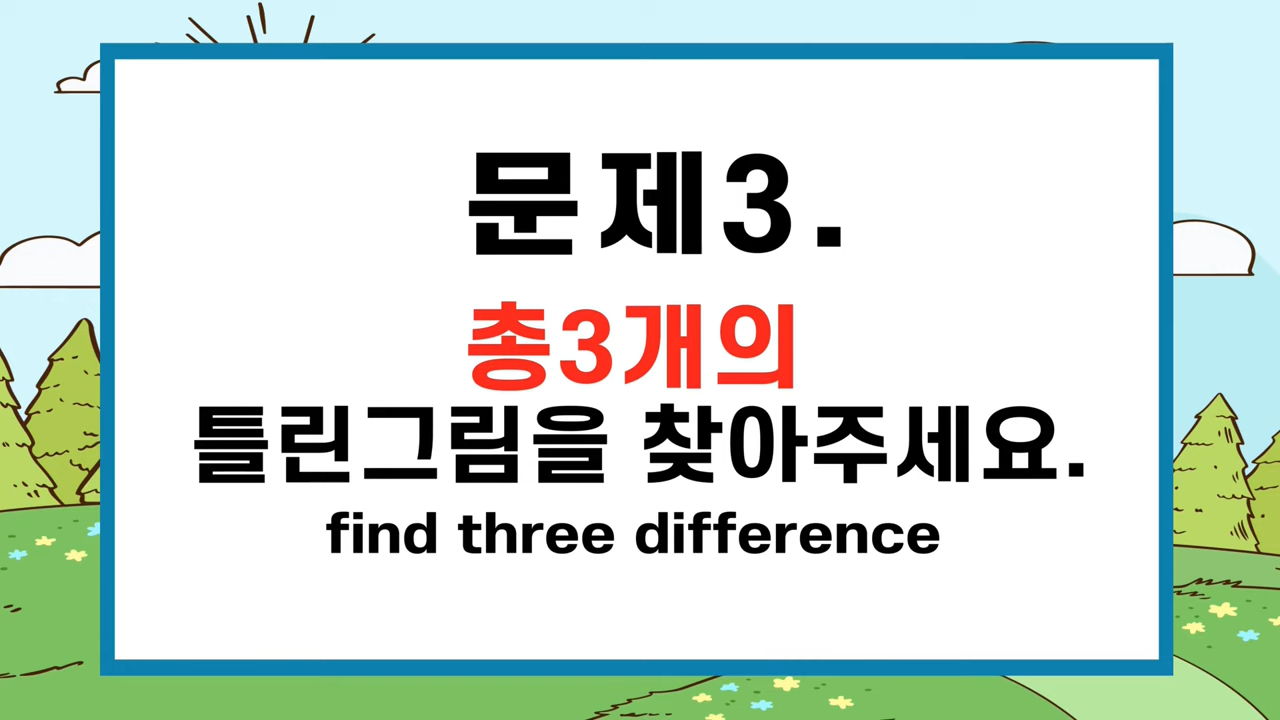 문제3.
총3개의
틀린그림을 찾아주세요.
find three difference